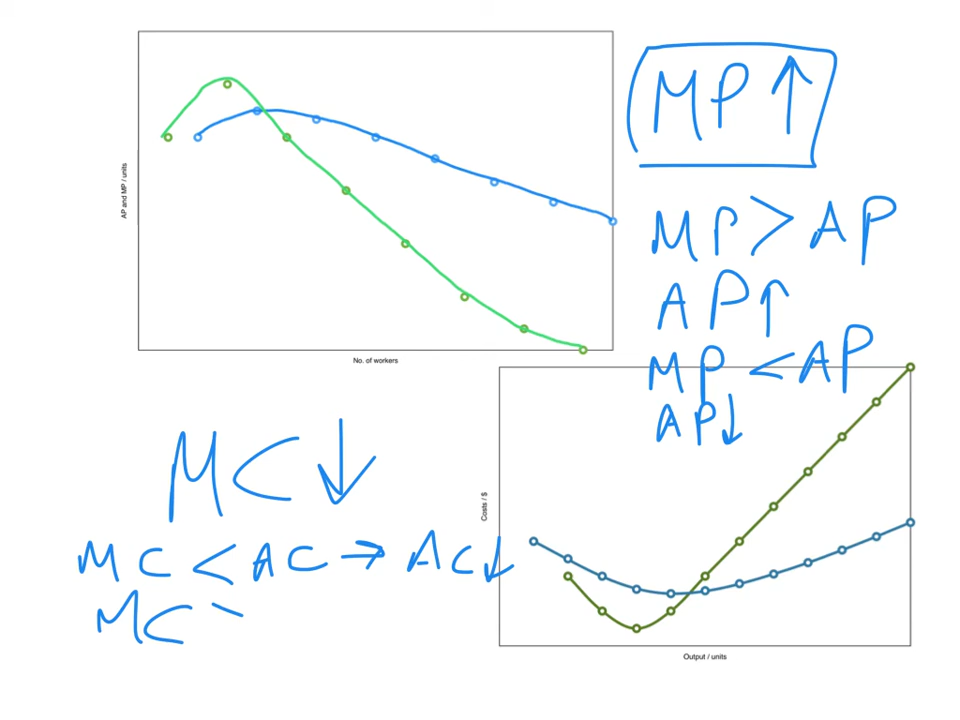 AP and MP / units
No. of workers
MP ↑
MP > AP
AP ↑
MP < AP
AP ↓
MC ↓
MC < AC → AC ↓
MC
Costs / $
Output / units